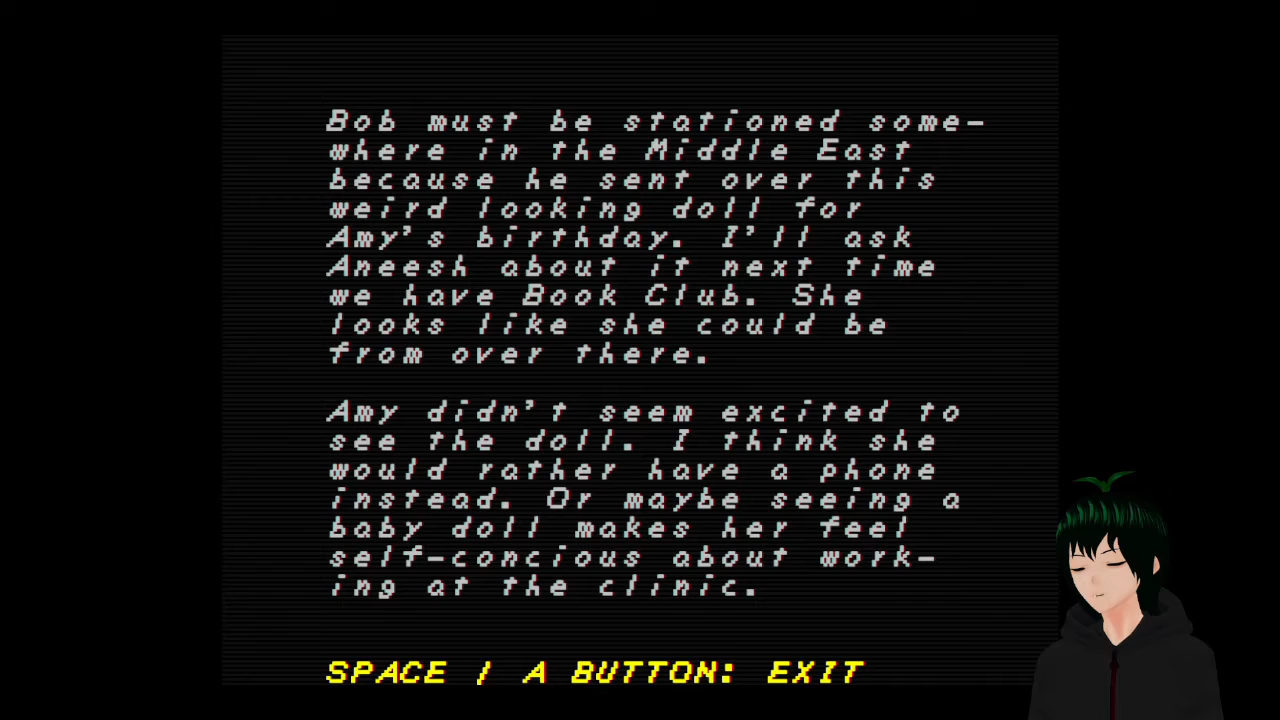 Bob must be stationed some-
where in the Middle East
because he sent over this
weird looking doll for
Amy's birthday. I'll ask
Aneesh about it next time
we have Book Club. She
looks like she could be
from over there.
Amy didn't seem excited to
see the doll. I think she
would rather have a phone
instead. Or maybe seeing a
baby doll makes her feel
self-concious about work-
ing at the clinic.
SPACE / A BUTTON: EXIT